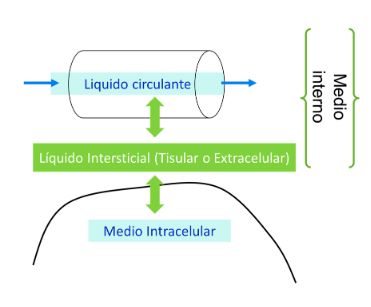 Liquido circulante
Líquido Intersticial (Tisular o Extracelular)
Medio Intracelular
Medio
interno